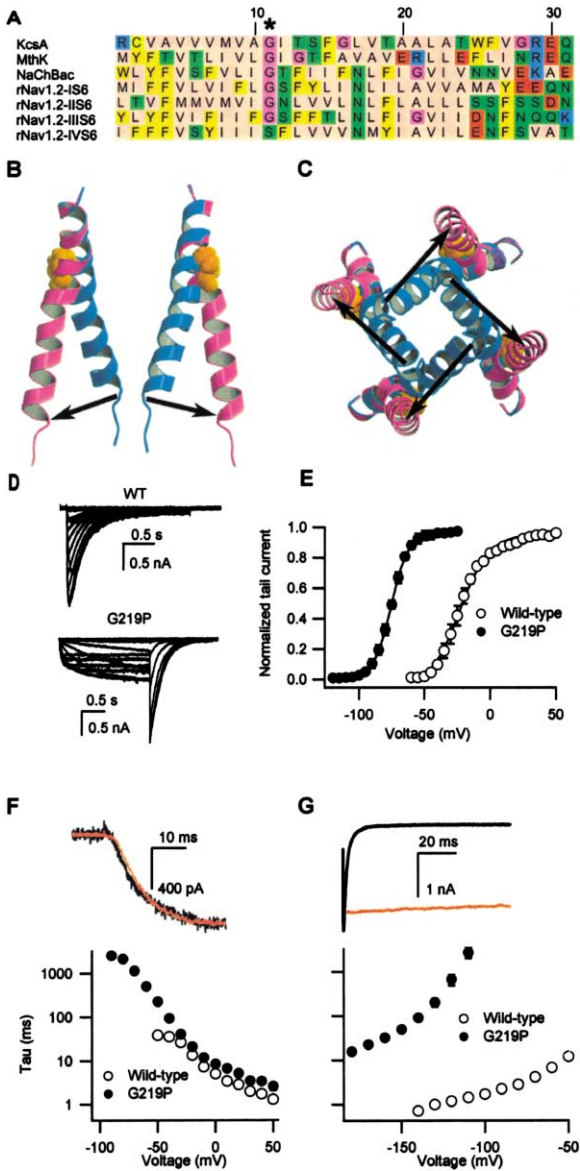 A
10 20 30
*
KcsA R C V A V V V M V A G I T S F G L V T A A L A T W F V G R E Q
MthK M Y F T V T L I V L G I G T F A V A V E R L L E F L I N R E Q
NaChBac W L Y F V S F V L I G T F I I F N L F I G V I V N N V E K A E
rNav1.2-IS6 M I F F V L V I F L G S F Y L I N L I L A V V A M A Y E E Q N
rNav1.2-IIS6 L T V F M M V M V I G N L V V L N L F L A L L L S S F S S D N
rNav1.2-IIIS6 Y L Y F V I F I I F G S F F T L N L F I G V I I D N F N Q Q K
rNav1.2-IVS6 I F F F V S Y I I I S F L V V V N M Y I A V I L E N F S V A T
B
C
D
WT
0.5 s
0.5 nA
G219P
0.5 s
0.5 nA
E
Normalized tail current
1.0
0.8
0.6
0.4
0.2
0.0
Wild-type
G219P
-100 -50 0 50
Voltage (mV)
F
10 ms
400 pA
Tau (ms)
1000
100
10
1
Wild-type
G219P
-100 -50 0 50
Voltage (mV)
G
20 ms
1 nA
Wild-type
G219P
-150 -100 -50
Voltage (mV)